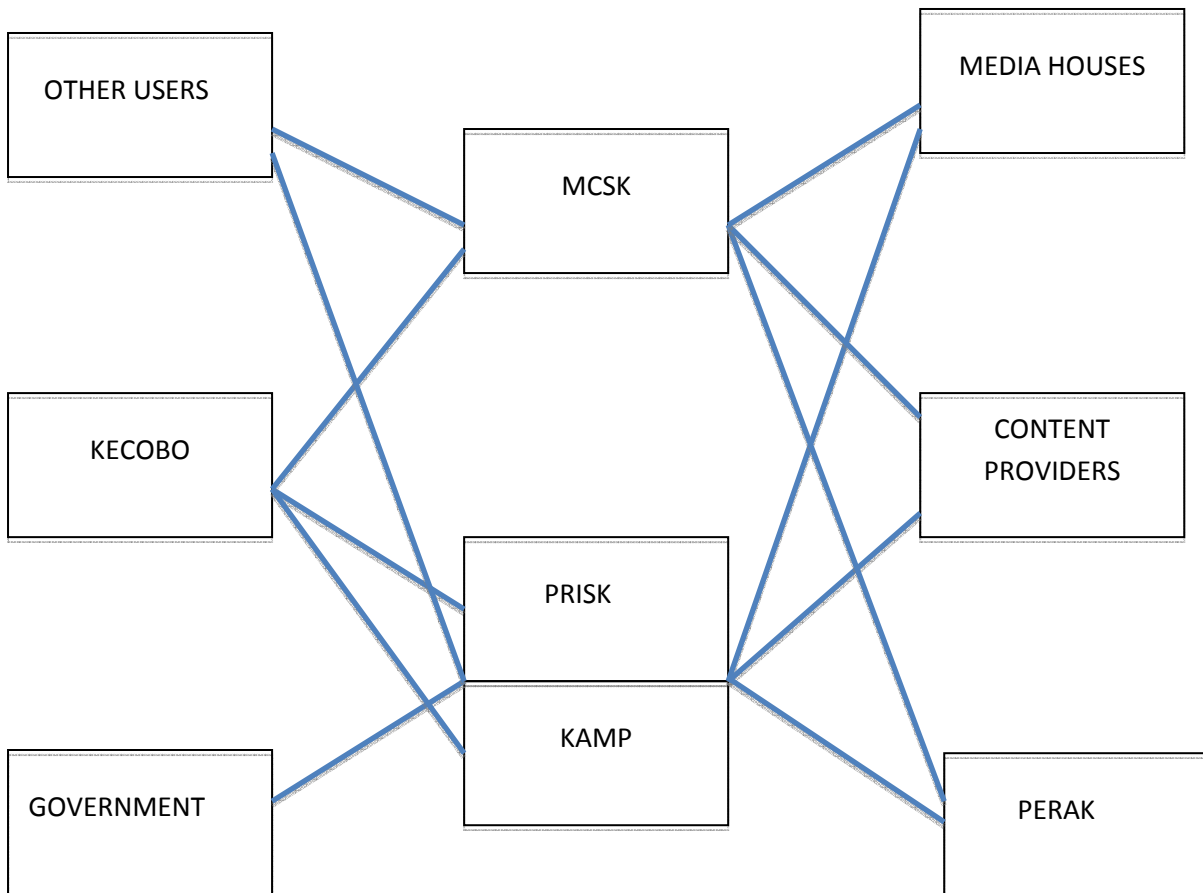 OTHER USERS
MEDIA HOUSES
MCSK
KECOBO
CONTENT
PROVIDERS
PRISK
KAMP
GOVERNMENT
PERAK